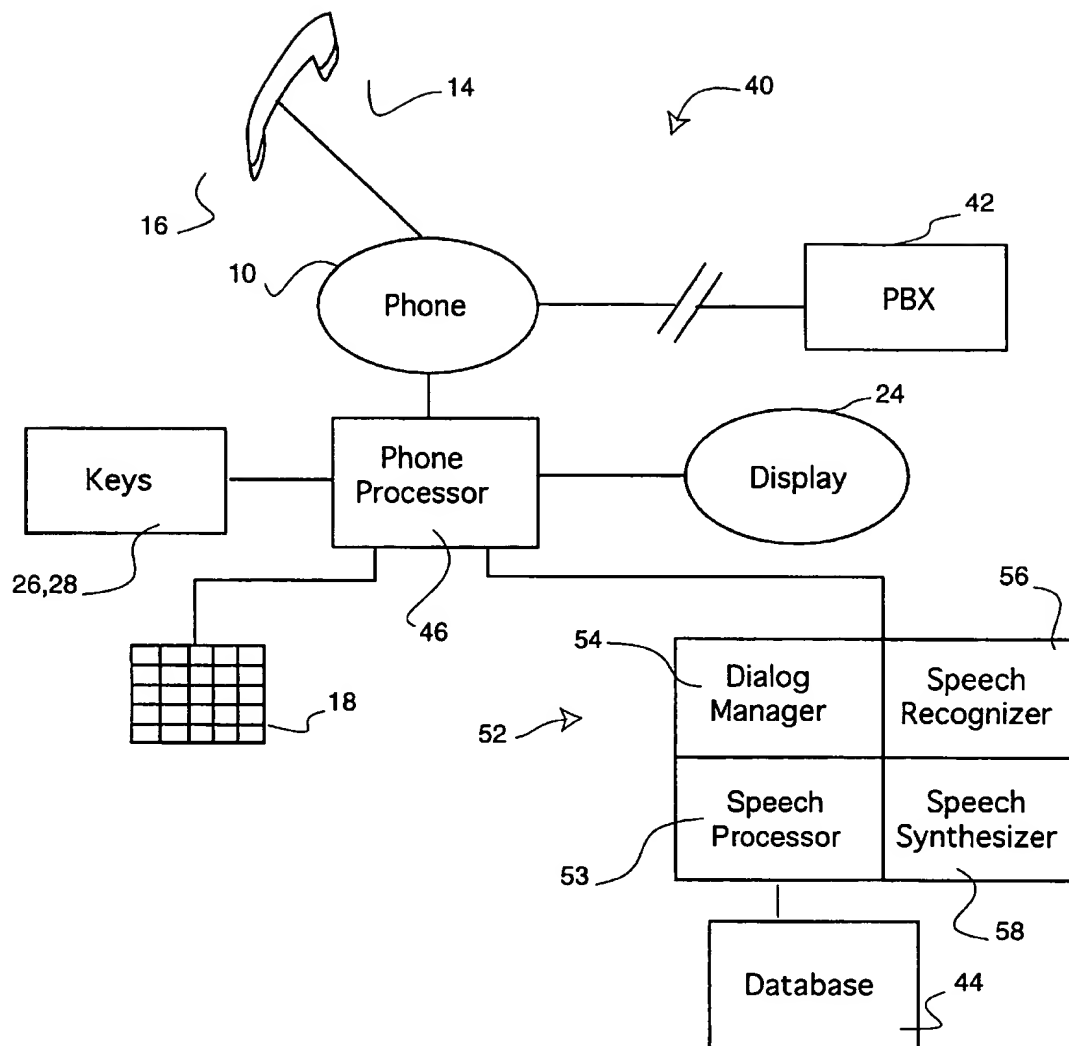 14
40
16
42
10
Phone
PBX
24
Keys
Phone
Processor
Display
26,28
46
56
54
Dialog
Manager
Speech
Recognizer
18
52
Speech
Processor
Speech
Synthesizer
53
58
Database
44